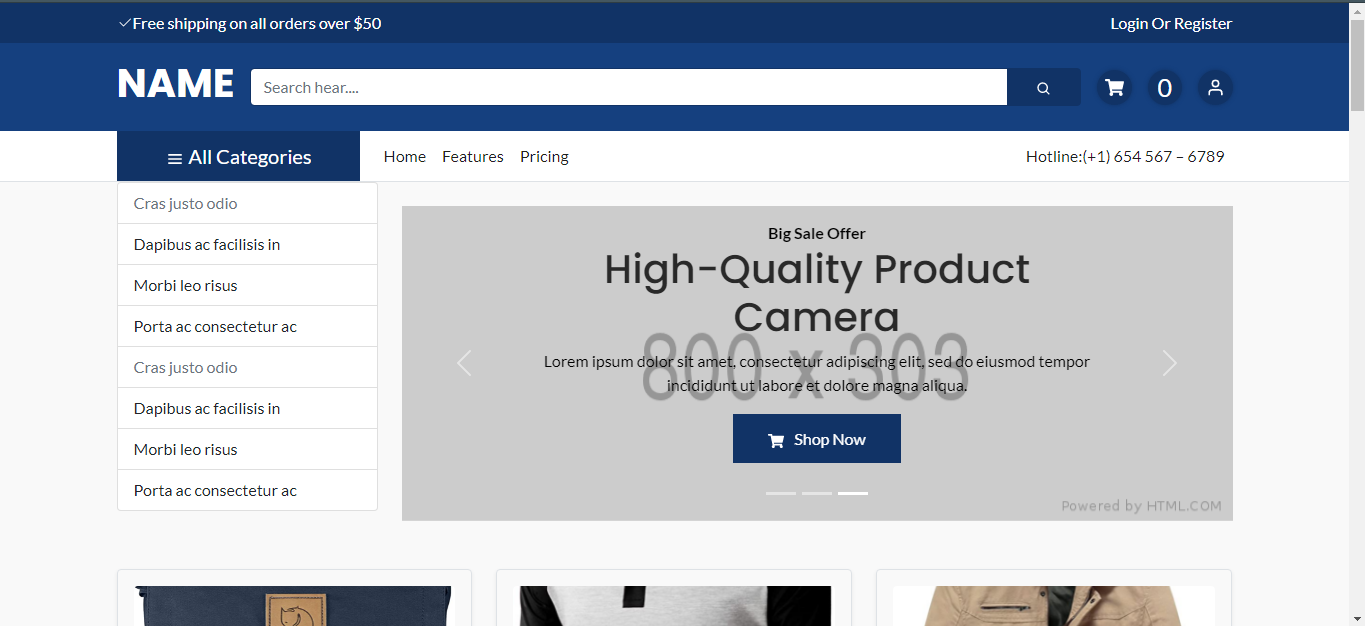 Free shipping on all orders over $50
Login Or Register
NAME
Search hear....
0
All Categories
Home Features Pricing
Hotline:(+1) 654 567 – 6789
Cras justo odio
Dapibus ac facilisis in
Morbi leo risus
Porta ac consectetur ac
Cras justo odio
Dapibus ac facilisis in
Morbi leo risus
Porta ac consectetur ac
Big Sale Offer
High-Quality Product
Camera
800 x 303
Lorem ipsum dolor sit amet, consectetur adipiscing elit, sed do eiusmod tempor
incididunt ut labore et dolore magna aliqua.
Shop Now
Powered by HTML.COM